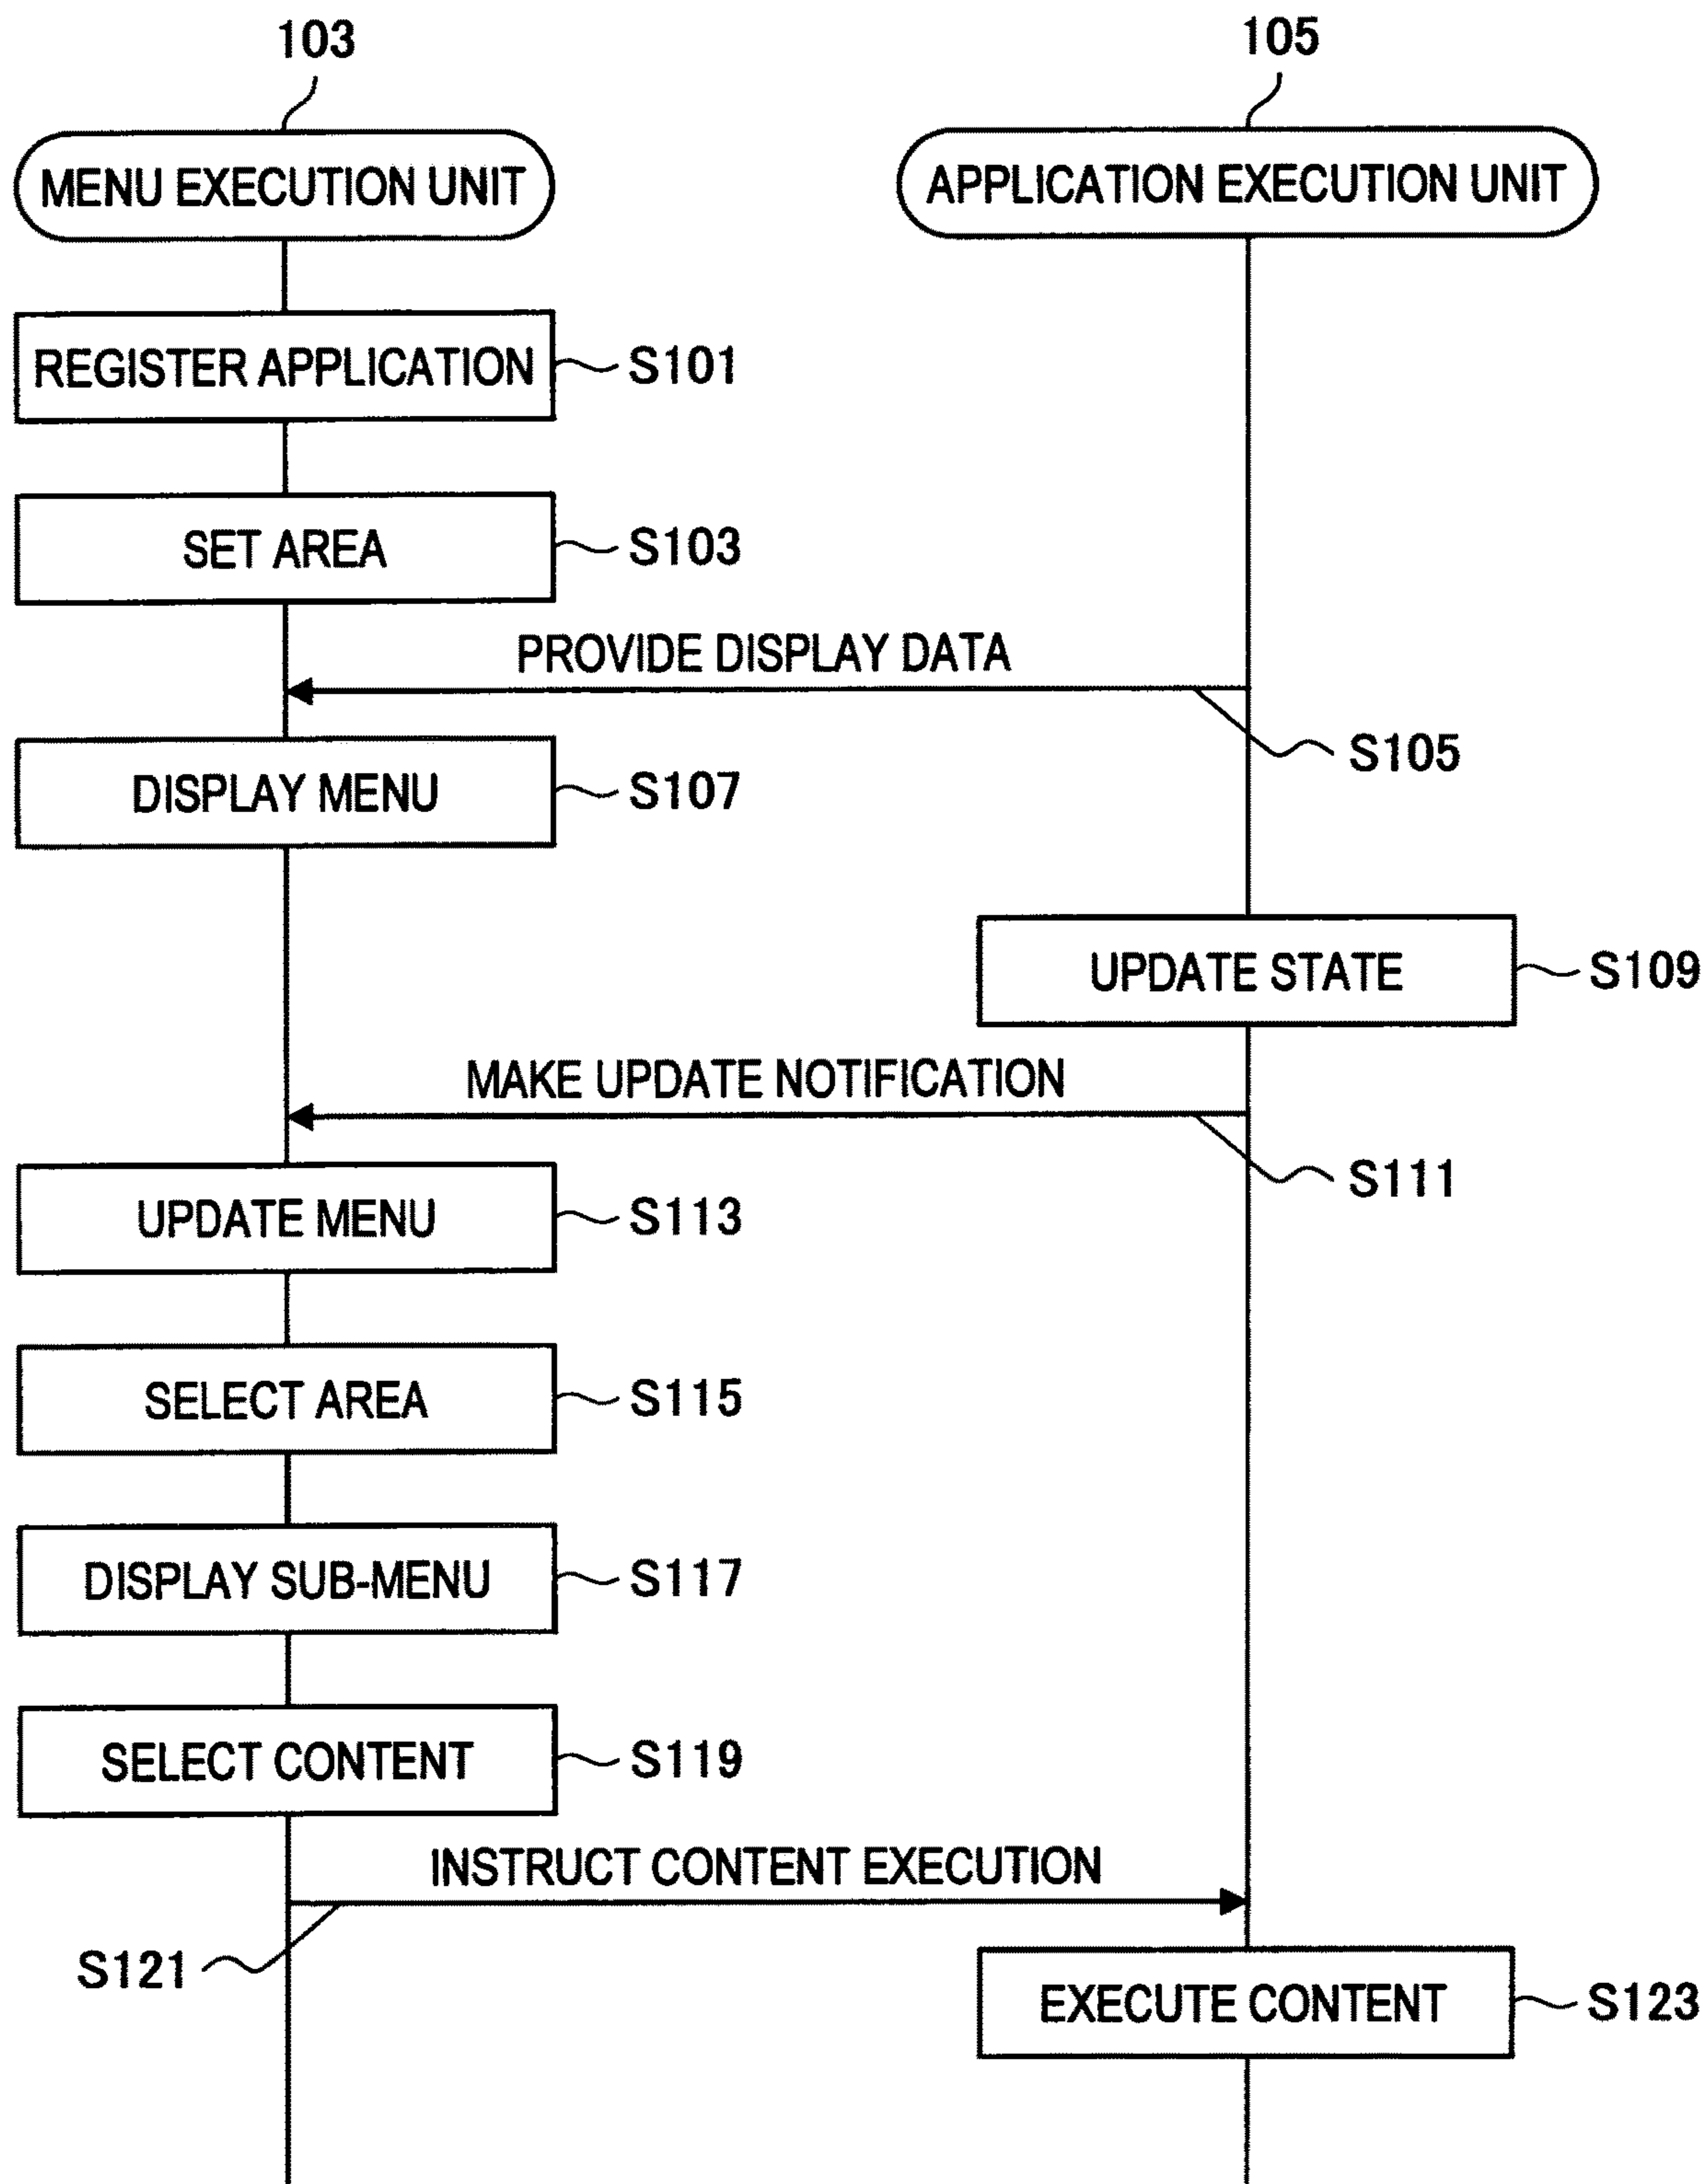 103
105
MENU EXECUTION UNIT
APPLICATION EXECUTION UNIT
REGISTER APPLICATION
S101
SET AREA
S103
PROVIDE DISPLAY DATA
S105
DISPLAY MENU
S107
UPDATE STATE
S109
MAKE UPDATE NOTIFICATION
S111
UPDATE MENU
S113
SELECT AREA
S115
DISPLAY SUB-MENU
S117
SELECT CONTENT
S119
INSTRUCT CONTENT EXECUTION
S121
EXECUTE CONTENT
S123